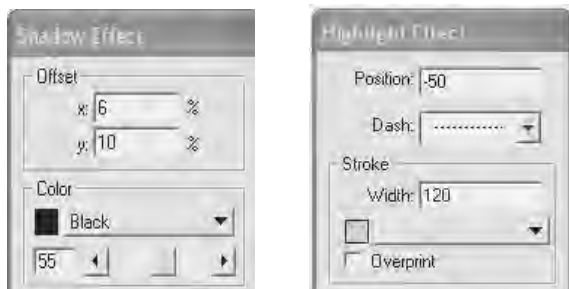 Shadow Effect
Offset
x: 6 %
y: 10 %
Color
Black
55
Highlight Effect
Position: -50
Dash:
Stroke
Width: 120
Overprint